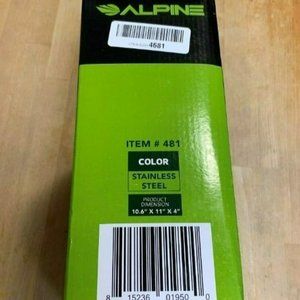 ALPINE
4681
ITEM # 481
COLOR
STAINLESS
STEEL
PRODUCT
DIMENSION
10.6" X 11" X 4"
8 15236 01950 0